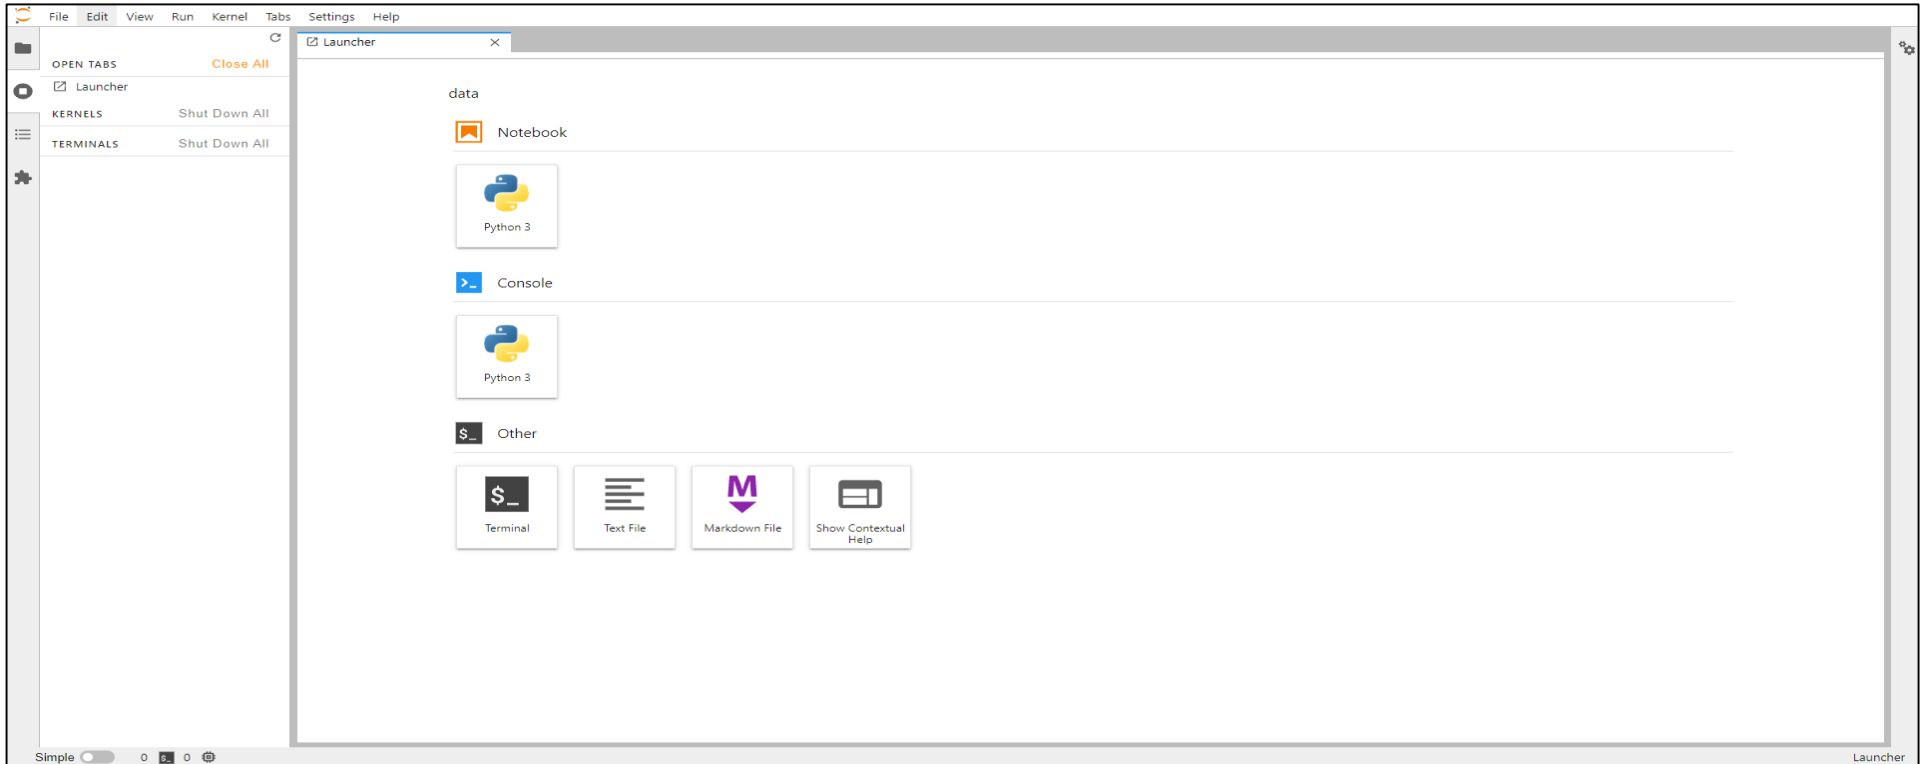 File Edit View Run Kernel Tabs Settings Help
Launcher
OPEN TABS Close All
Launcher
KERNELS Shut Down All
TERMINALS Shut Down All
data
Notebook
Python 3
>_ Console
Python 3
$_ Other
$_
M
Terminal Text File Markdown File Show Contextual
Help
Simple 0 $_ 0 Launcher